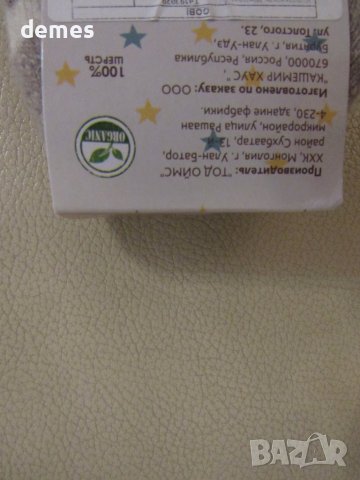 demes
Производитель: "ТОД ОЙМС"
ХХК, Монголия, г. Улан-Батор,
район Сухбаатар, 13,
микрорайон, улица Рашаан
4-230, здание фабрики.
Изготовлено по заказу: ООО
"КАШЕМИР ХАУС",
670000, Россия, Республика
Бурятия, г. Улан-Удэ,
ул.Толстого, 23.
100%
ШЕРСТЬ
ORGANIC
GOBI
bazar